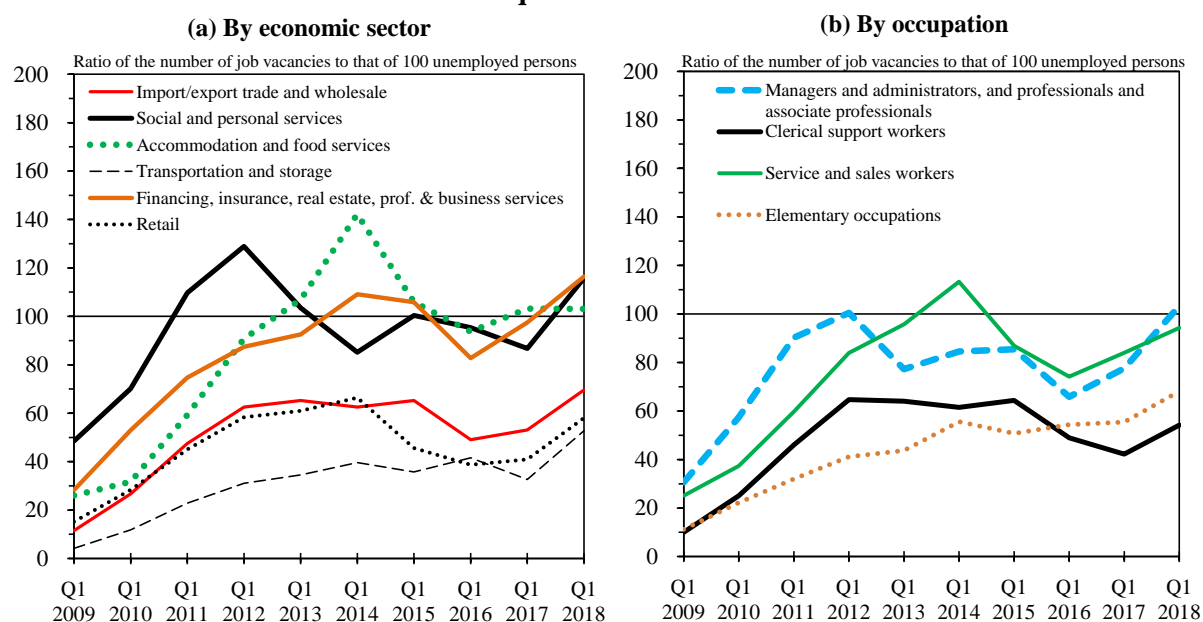 (a) By economic sector
Ratio of the number of job vacancies to that of 100 unemployed persons
200
180
160
140
120
100
80
60
40
20
0
Import/export trade and wholesale
Social and personal services
Accommodation and food services
Transportation and storage
Financing, insurance, real estate, prof. & business services
Retail
Q1 Q1 Q1 Q1 Q1 Q1 Q1 Q1 Q1 Q1
2009 2010 2011 2012 2013 2014 2015 2016 2017 2018
(b) By occupation
Ratio of the number of job vacancies to that of 100 unemployed persons
200
180
160
140
120
100
80
60
40
20
0
Managers and administrators, and professionals and
associate professionals
Clerical support workers
Service and sales workers
Elementary occupations
Q1 Q1 Q1 Q1 Q1 Q1 Q1 Q1 Q1 Q1
2009 2010 2011 2012 2013 2014 2015 2016 2017 2018